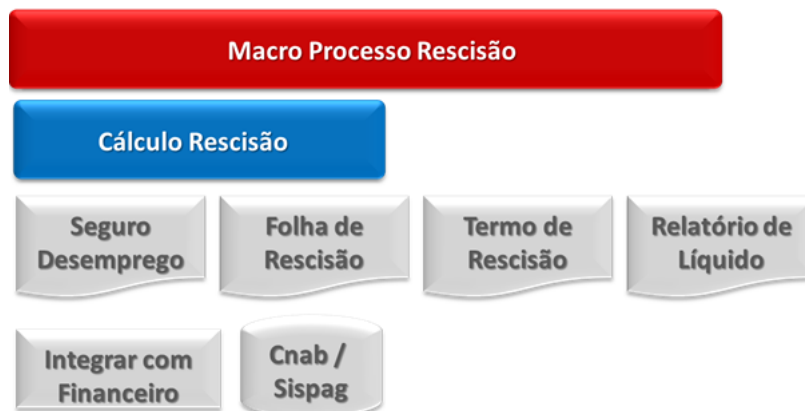 Macro Processo Rescisão
Cálculo Rescisão
Seguro
Desemprego
Folha de
Rescisão
Termo de
Rescisão
Relatório de
Líquido
Integrar com
Financeiro
Cnab /
Sispag